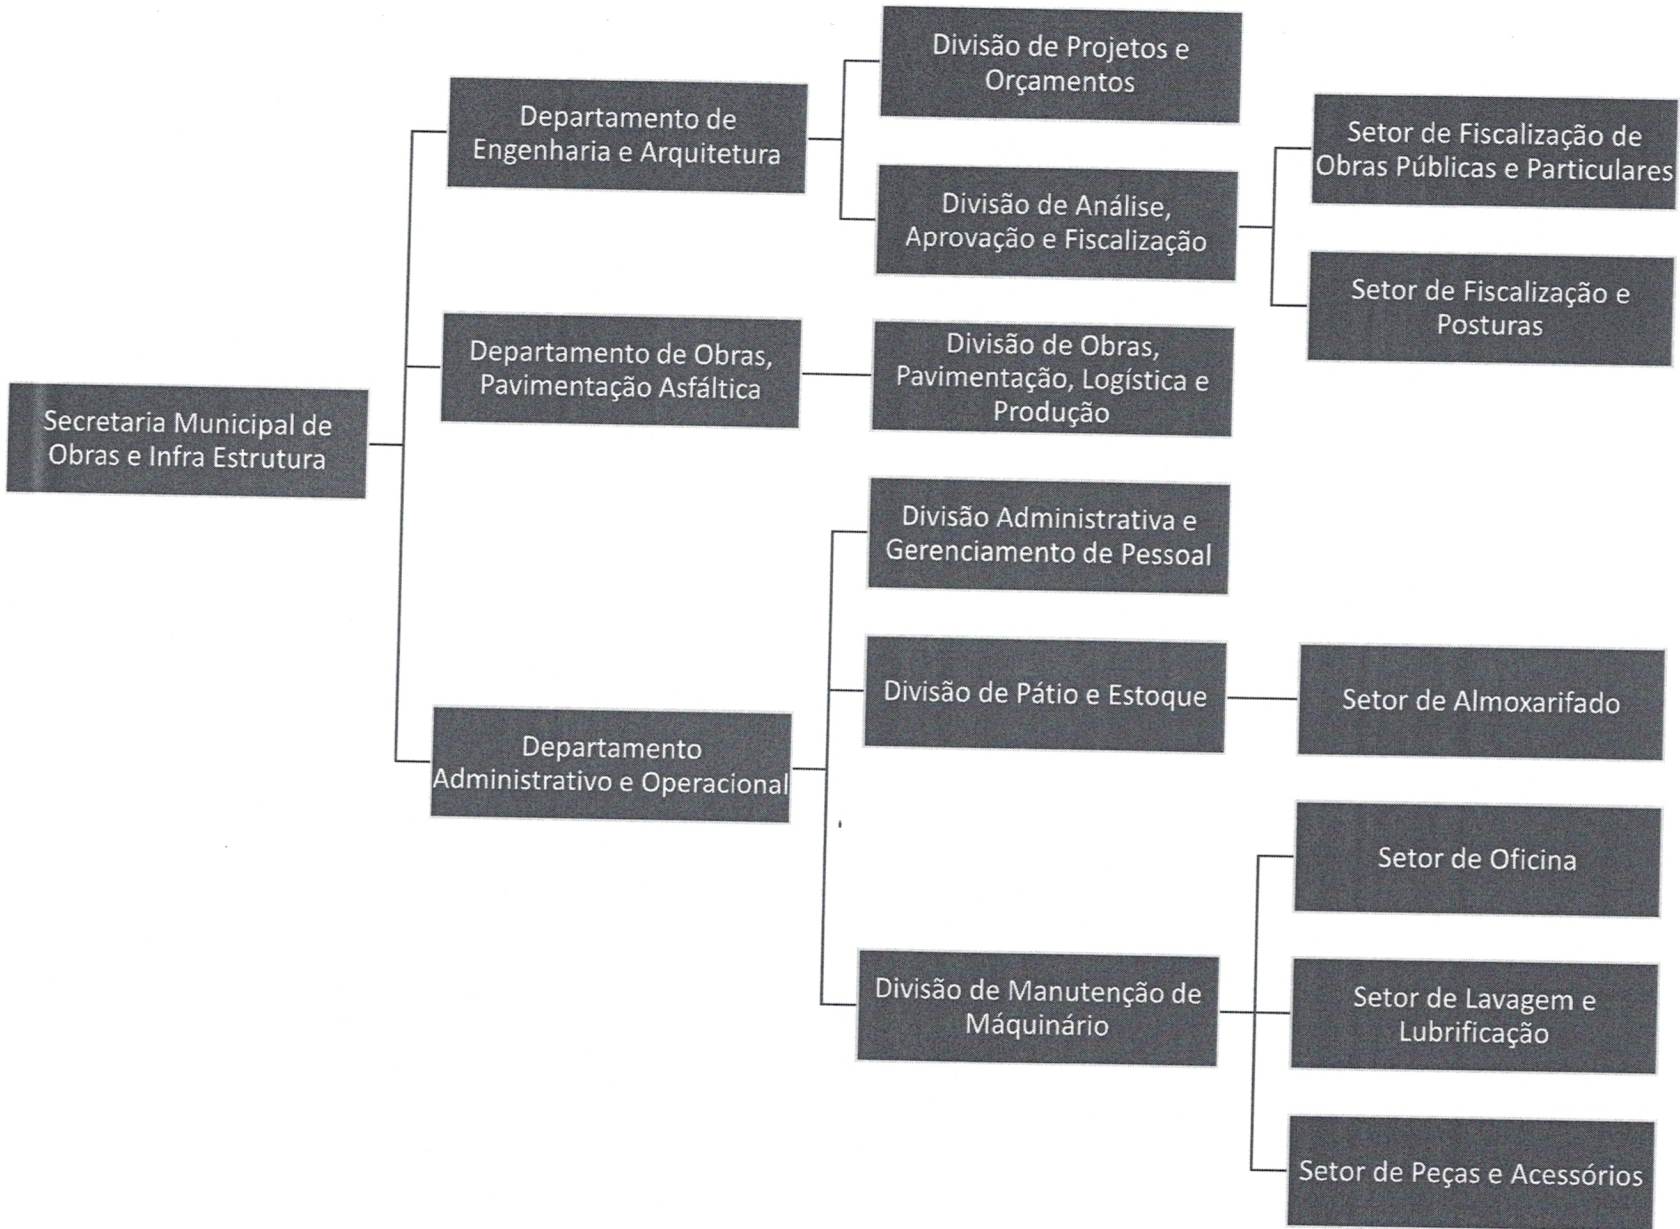 Divisão de Projetos e
Orçamentos
Departamento de
Engenharia e Arquitetura
Setor de Fiscalização de
Obras Públicas e Particulares
Divisão de Análise,
Aprovação e Fiscalização
Setor de Fiscalização e
Posturas
Departamento de Obras,
Pavimentação Asfáltica
Divisão de Obras,
Pavimentação, Logística e
Produção
Secretaria Municipal de
Obras e Infra Estrutura
Divisão Administrativa e
Gerenciamento de Pessoal
Divisão de Pátio e Estoque
Setor de Almoxarifado
Departamento
Administrativo e Operacional
Setor de Oficina
Divisão de Manutenção de
Máquinário
Setor de Lavagem e
Lubrificação
Setor de Peças e Acessórios